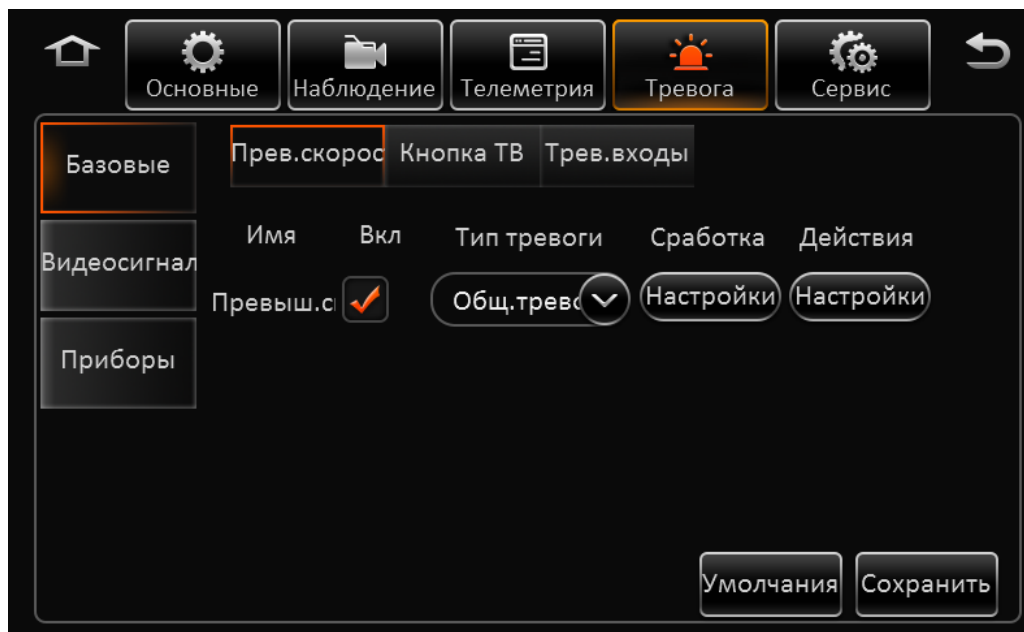 Основные Наблюдение Телеметрия Тревога Сервис
Базовые
Прев.скорос Кнопка ТВ Трев.входы
Имя Вкл Тип тревоги Сработка Действия
Видеосигнал
Превыш.с Общ.трево Настройки Настройки
Приборы
Умолчания Сохранить